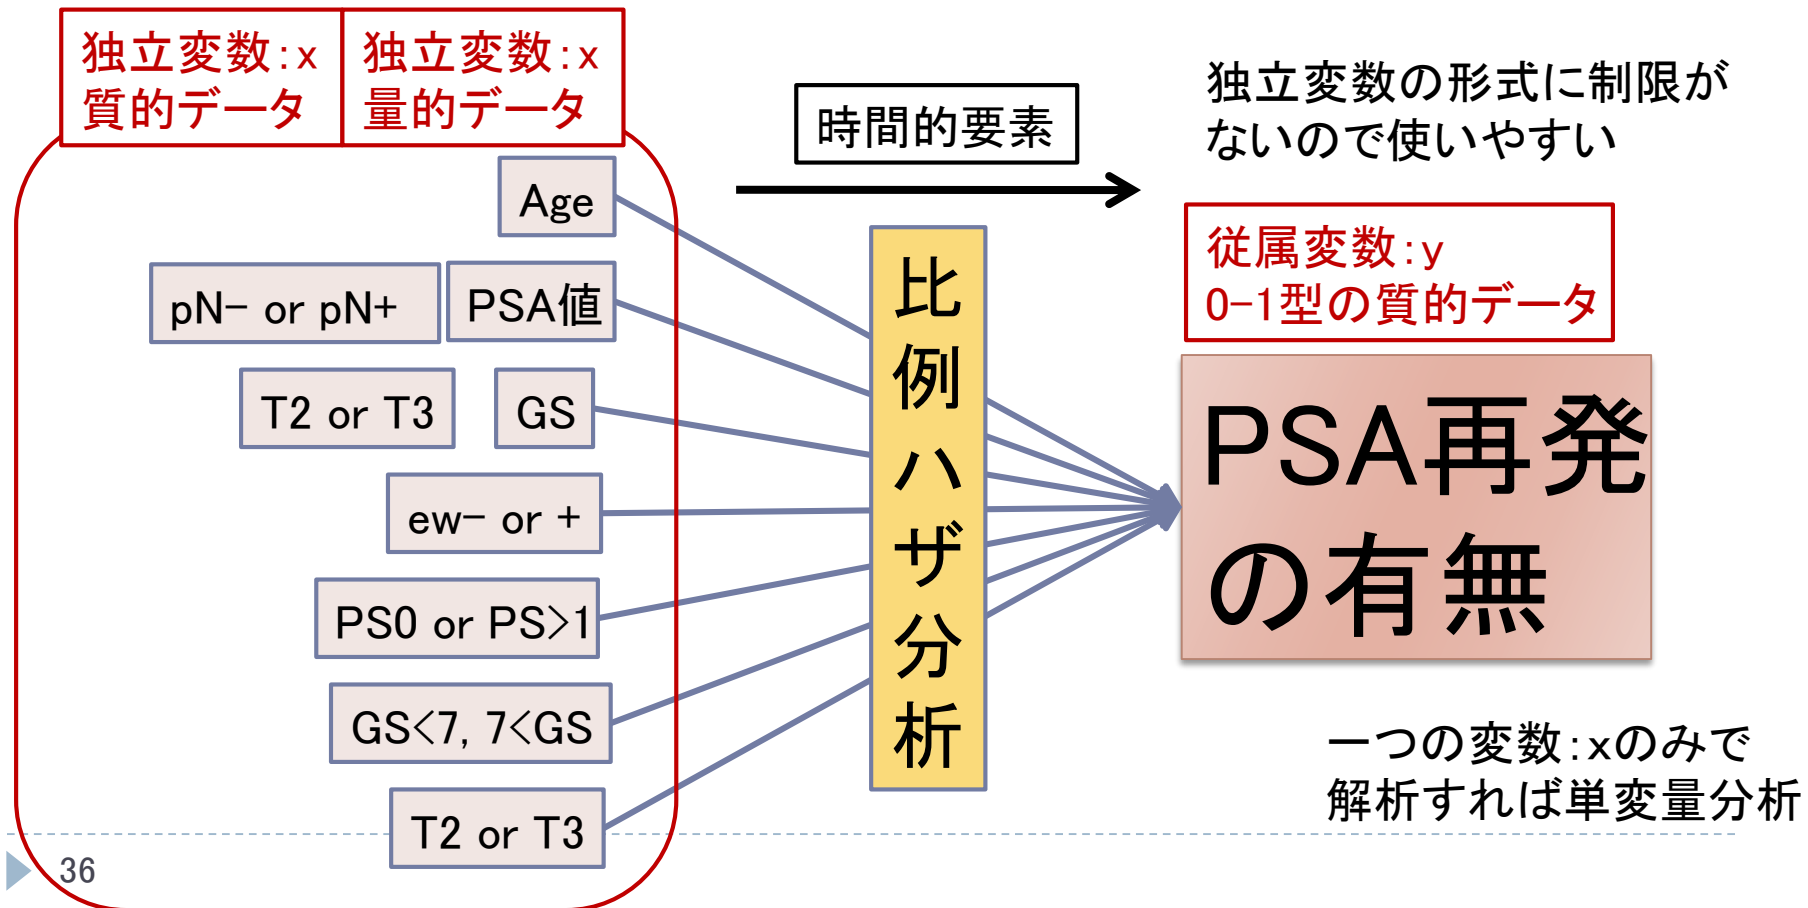 独立変数：x
質的データ
独立変数：x
量的データ
時間的要素
独立変数の形式に制限が
ないので使いやすい
Age
pN- or pN+
PSA値
T2 or T3
GS
ew- or +
PS0 or PS>1
GS<7, 7<GS
T2 or T3
比例ハザ分析
従属変数：y
0-1型の質的データ
PSA再発
の有無
一つの変数：xのみで
解析すれば単変量分析
36